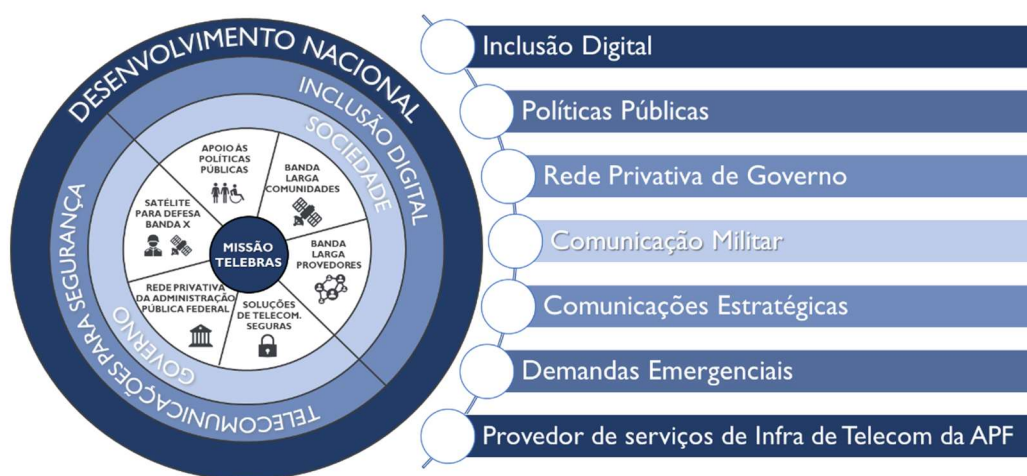 DESENVOLVIMENTO NACIONAL
INCLUSÃO DIGITAL
SOCIEDADE
TELECOMUNICAÇÕES PARA SEGURANÇA
GOVERNO
APOIO ÀS
POLÍTICAS
PÚBLICAS
BANDA
LARGA
COMUNIDADES
SATÉLITE
PARA DEFESA
BANDA X
MISSÃO
TELEBRAS
BANDA
LARGA
PROVEDORES
REDE PRIVATIVA
DA ADMINISTRAÇÃO
PÚBLICA FEDERAL
SOLUÇÕES
DE TELECOM.
SEGURAS
Inclusão Digital
Políticas Públicas
Rede Privativa de Governo
Comunicação Militar
Comunicações Estratégicas
Demandas Emergenciais
Provedor de serviços de Infra de Telecom da APF